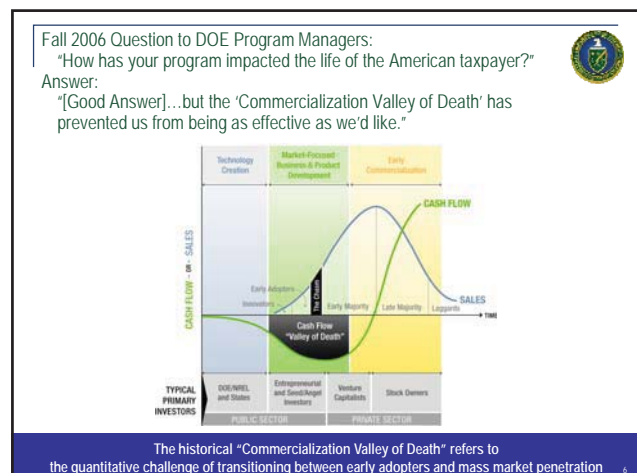 Fall 2006 Question to DOE Program Managers:
"How has your program impacted the life of the American taxpayer?"
Answer:
"[Good Answer]…but the 'Commercialization Valley of Death' has
prevented us from being as effective as we'd like."
Technology
Creation
Market-Focused
Business & Product
Development
Early
Commercialization
CASH FLOW
CASH FLOW - OR - SALES
Early Adopters
Innovators
The Chasm
Early Majority
Late Majority
Laggards
SALES
TIME
Cash Flow
"Valley of Death"
TYPICAL
PRIMARY
INVESTORS
DOE/NREL
and States
Entrepreneurial
and Seed/Angel
Investors
Venture
Capitalists
Stock Owners
PUBLIC SECTOR
PRIVATE SECTOR
The historical "Commercialization Valley of Death" refers to
the quantitative challenge of transitioning between early adopters and mass market penetration
6